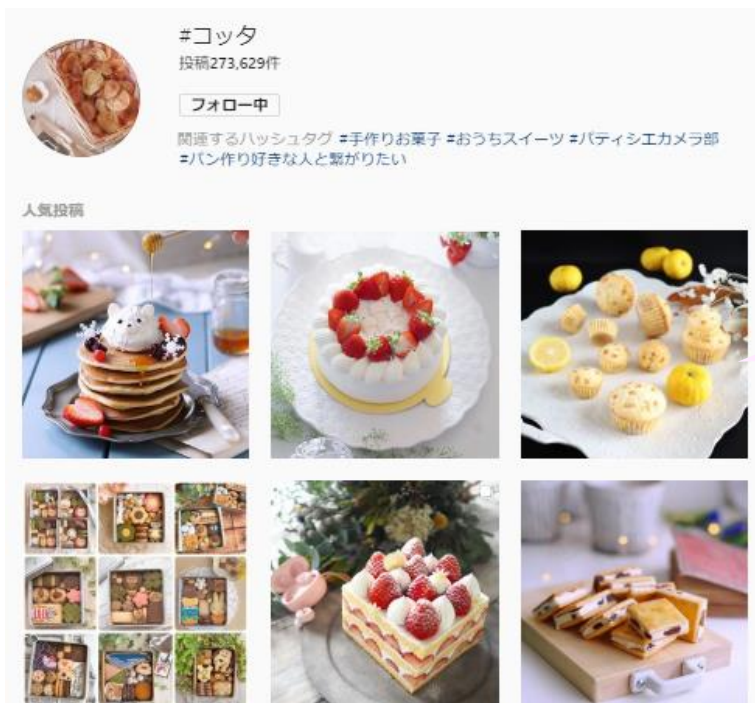 #コッタ
投稿273,629件
フォロー中
関連するハッシュタグ #手作りお菓子 #おうちスイーツ #パティシエカメラ部
#パン作り好きな人と繋がりたい
人気投稿